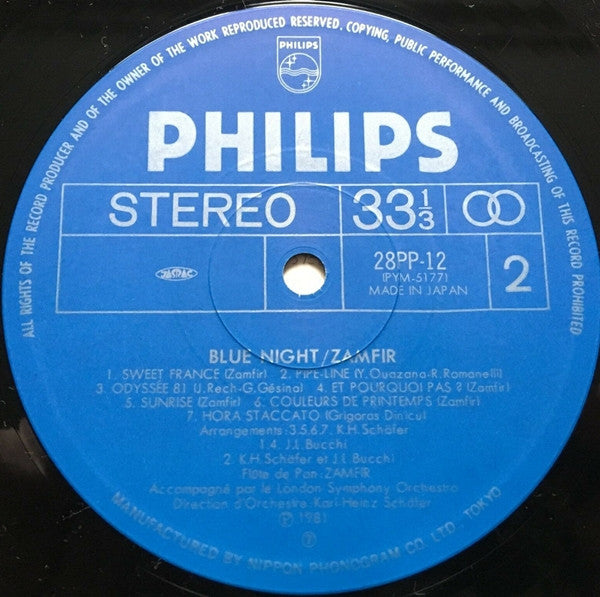 ALL RIGHTS OF THE RECORD PRODUCER AND OF THE OWNER OF THE WORK REPRODUCED RESERVED. COPYING, PUBLIC PERFORMANCE AND BROADCASTING OF THIS RECORD PROHIBITED
PHILIPS
PHILIPS
STEREO 33 1/3
JASRAC 28PP-12 2
(PYM-5177)
MADE IN JAPAN
BLUE NIGHT/ZAMFIR
1. SWEET FRANCE (Zamfir) 2. PIPE-LINE (Y. Ouazana-R. Romanelli)
3. ODYSSÉE 81 (J. Rech-G. Gésina) 4. ET POURQUOI PAS ? (Zamfir)
5. SUNRISE (Zamfir) 6. COULEURS DE PRINTEMPS (Zamfir)
7. HORA STACCATO (Grigoras Dinicu)
Arrangements: 3.5.6.7. K.H. Schäfer
1.4. J.L. Bucchi
2. K.H. Schäfer et J.L. Bucchi
Flûte de Pan: ZAMFIR
Accompagné par le London Symphony Orchestra
Direction d'Orchestre Karl-Heinz Schäfer
Ⓟ 1981
7
MANUFACTURED BY NIPPON PHONOGRAM CO. LTD. - TOKYO